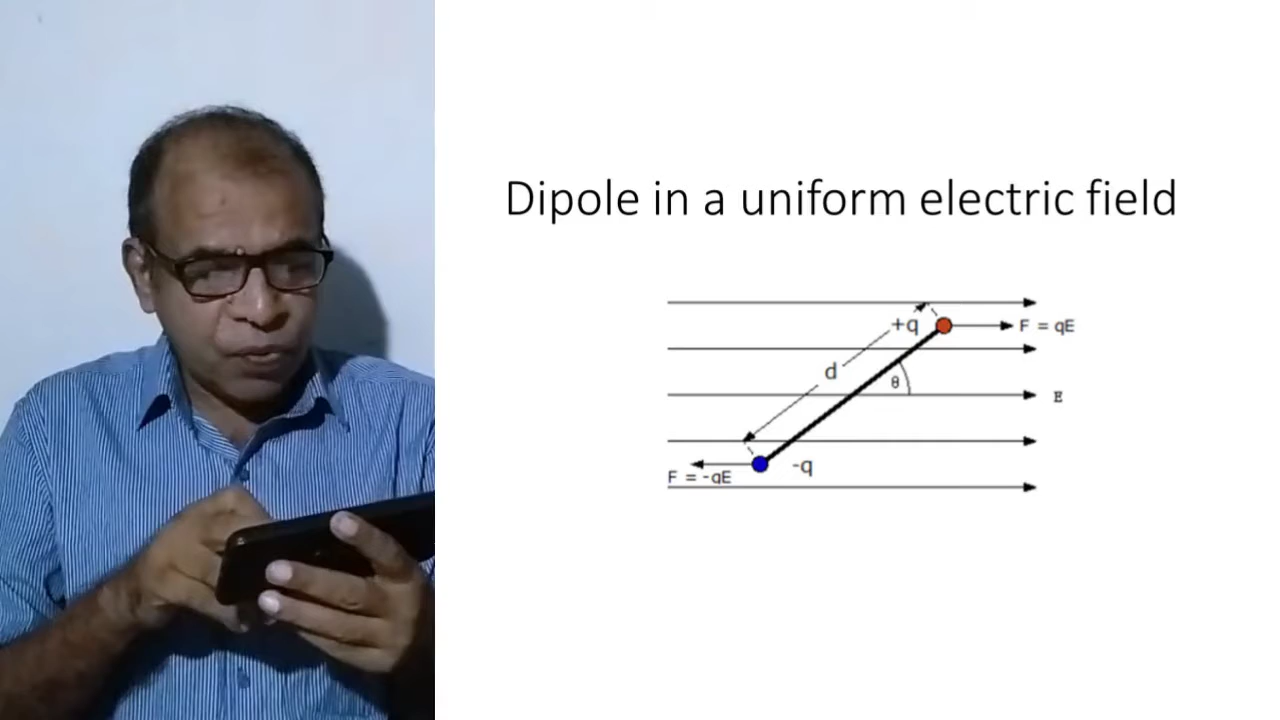 Dipole in a uniform electric field
+q
F = qE
d
θ
E
-q
F = -qE